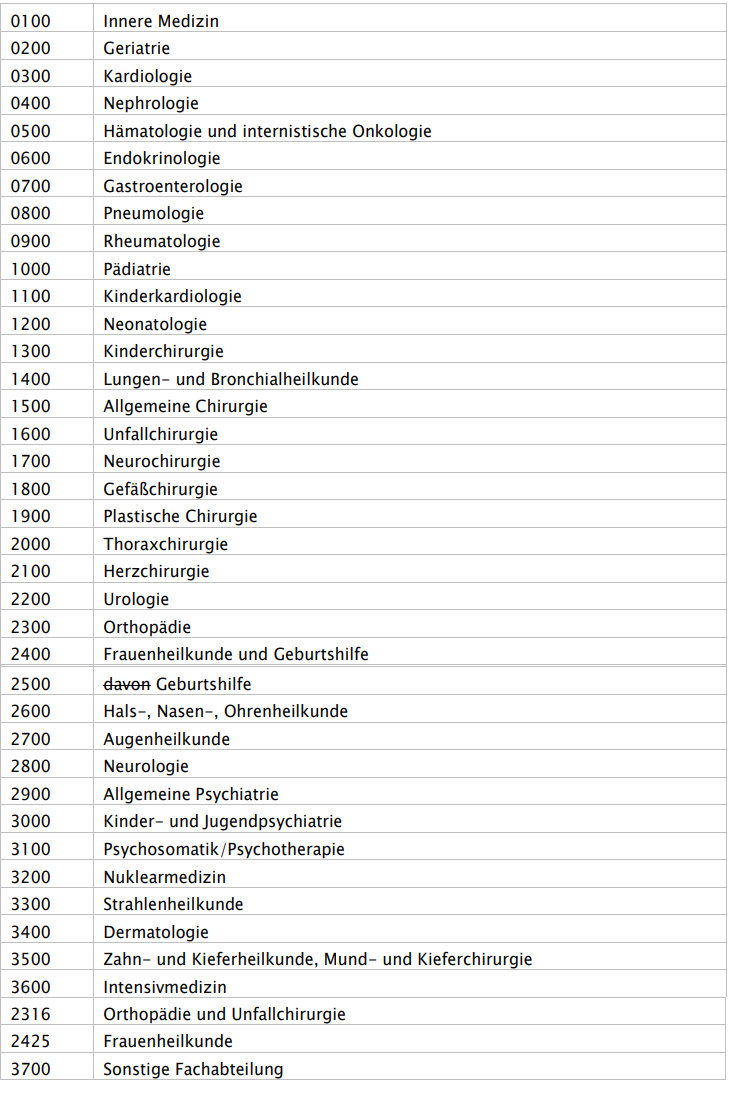 0100 Innere Medizin
0200 Geriatrie
0300 Kardiologie
0400 Nephrologie
0500 Hämatologie und internistische Onkologie
0600 Endokrinologie
0700 Gastroenterologie
0800 Pneumologie
0900 Rheumatologie
1000 Pädiatrie
1100 Kinderkardiologie
1200 Neonatologie
1300 Kinderchirurgie
1400 Lungen- und Bronchialheilkunde
1500 Allgemeine Chirurgie
1600 Unfallchirurgie
1700 Neurochirurgie
1800 Gefäßchirurgie
1900 Plastische Chirurgie
2000 Thoraxchirurgie
2100 Herzchirurgie
2200 Urologie
2300 Orthopädie
2400 Frauenheilkunde und Geburtshilfe
2500 davon Geburtshilfe
2600 Hals-, Nasen-, Ohrenheilkunde
2700 Augenheilkunde
2800 Neurologie
2900 Allgemeine Psychiatrie
3000 Kinder- und Jugendpsychiatrie
3100 Psychosomatik/Psychotherapie
3200 Nuklearmedizin
3300 Strahlenheilkunde
3400 Dermatologie
3500 Zahn- und Kieferheilkunde, Mund- und Kieferchirurgie
3600 Intensivmedizin
2316 Orthopädie und Unfallchirurgie
2425 Frauenheilkunde
3700 Sonstige Fachabteilung